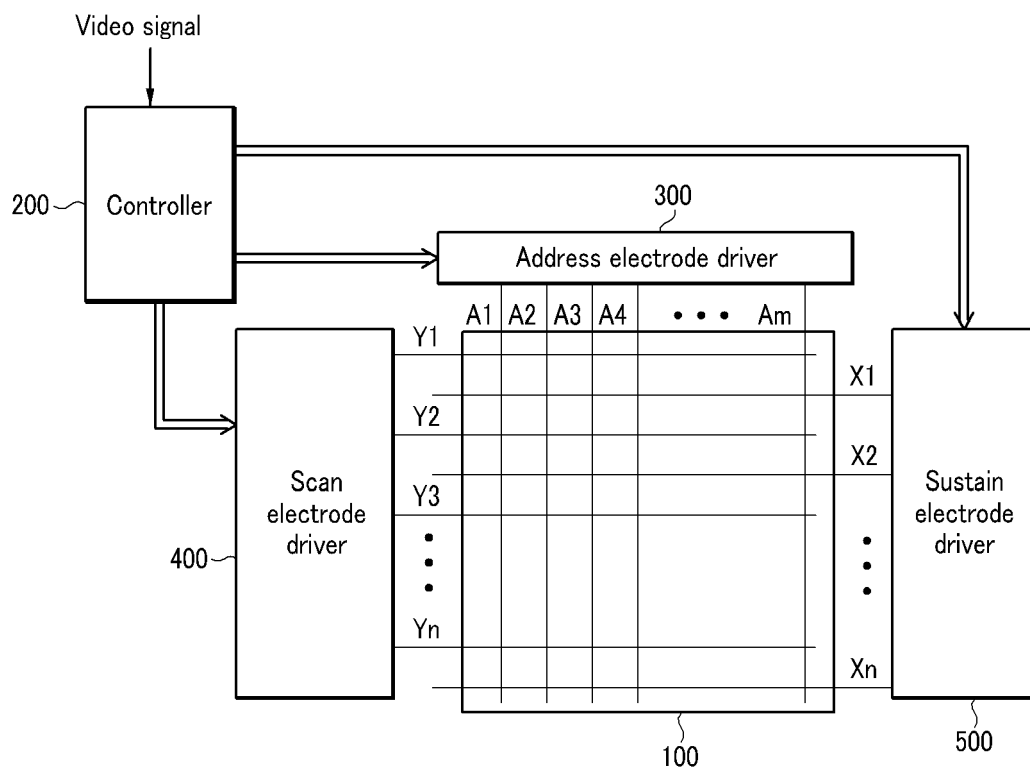 Video signal
200
Controller
300
Address electrode driver
A1 A2 A3 A4 • • • Am
Y1
X1
Y2
X2
Scan
electrode
driver
Y3
Sustain
electrode
driver
400
Yn
Xn
100
500